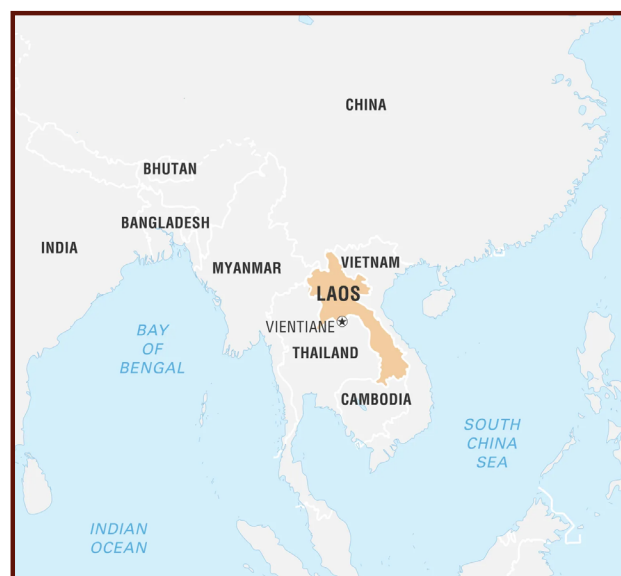 CHINA
BHUTAN
BANGLADESH
INDIA
MYANMAR
VIETNAM
LAOS
VIENTIANE
BAY
OF
BENGAL
THAILAND
CAMBODIA
SOUTH
CHINA
SEA
INDIAN
OCEAN